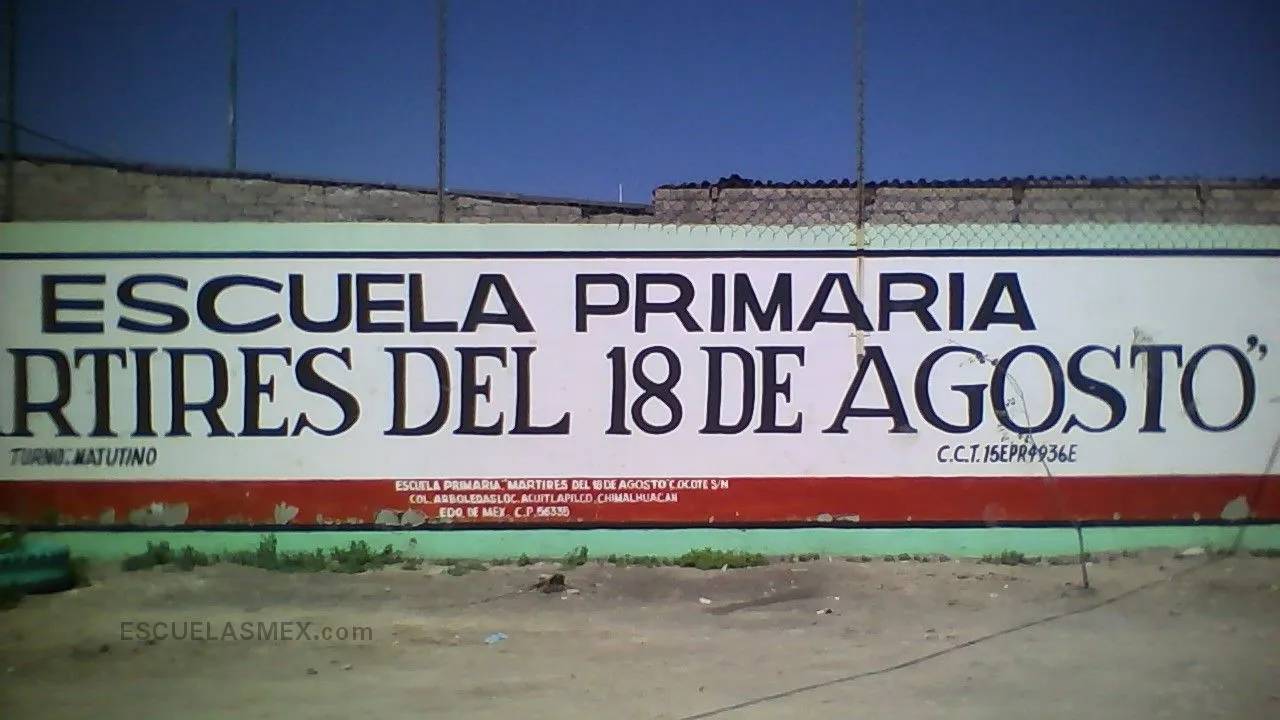 ESCUELA PRIMARIA
RTIRES DEL 18 DE AGOSTO”
TURNO: MATUTINO
C.C.T. 15EPR4936E
ESCUELA PRIMARIA "MARTIRES DEL 18 DE AGOSTO" C.OCOTE S/N
COL. ARBOLEDAS LOC. ACUITLAPILCO, CHIMALHUACAN
EDO. DE MEX. C.P. 56335
ESCUELASMEX.com